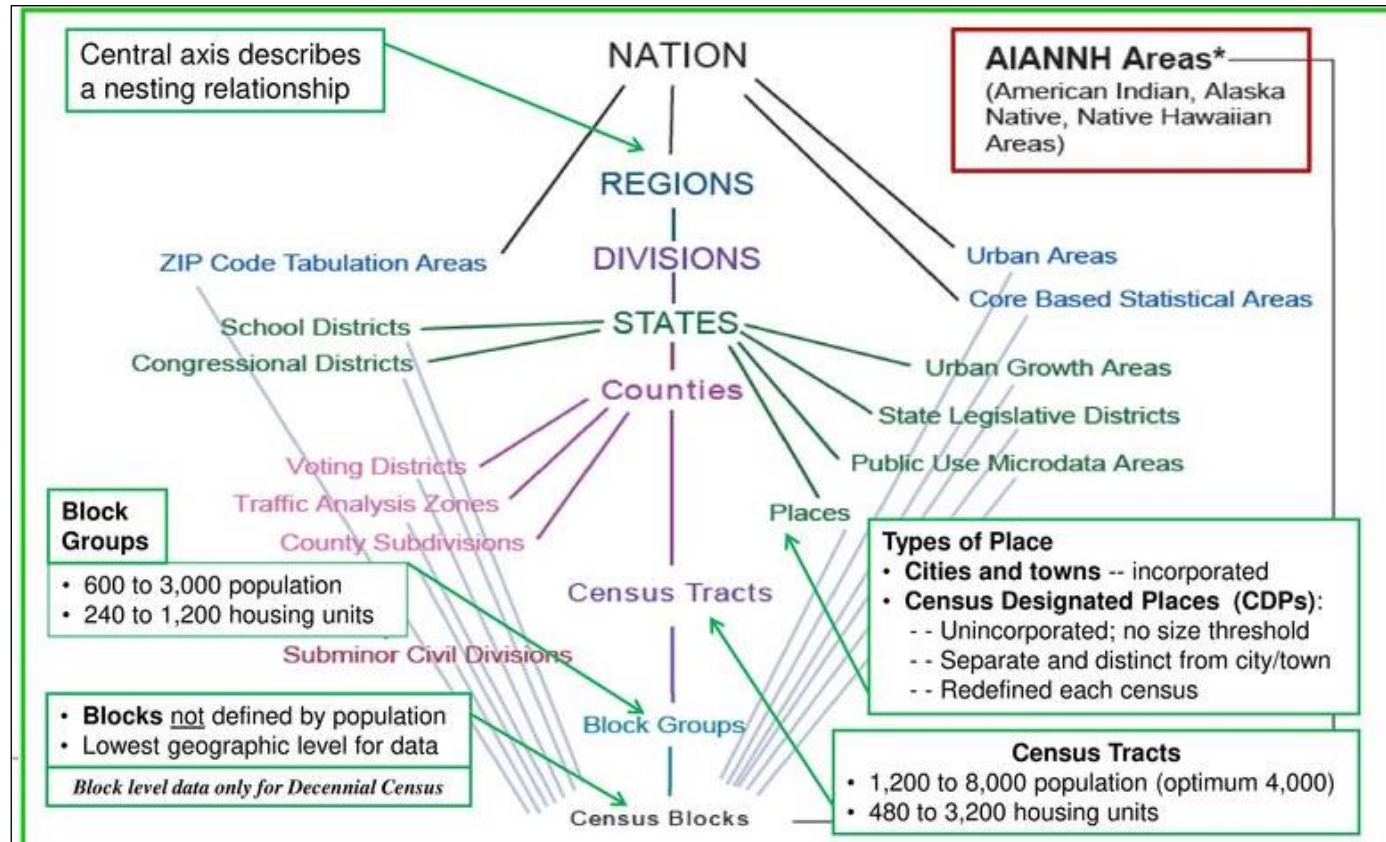 Central axis describes
a nesting relationship
NATION
AIANNH Areas*
(American Indian, Alaska
Native, Native Hawaiian
Areas)
REGIONS
DIVISIONS
ZIP Code Tabulation Areas
Urban Areas
Core Based Statistical Areas
School Districts
STATES
Congressional Districts
Urban Growth Areas
Counties
State Legislative Districts
Voting Districts
Public Use Microdata Areas
Traffic Analysis Zones
Places
County Subdivisions
Block
Groups
• 600 to 3,000 population
• 240 to 1,200 housing units
Types of Place
• Cities and towns -- incorporated
• Census Designated Places (CDPs):
- - Unincorporated; no size threshold
- - Separate and distinct from city/town
- - Redefined each census
Census Tracts
Subminor Civil Divisions
• Blocks not defined by population
• Lowest geographic level for data
Block level data only for Decennial Census
Block Groups
Census Tracts
• 1,200 to 8,000 population (optimum 4,000)
• 480 to 3,200 housing units
Census Blocks